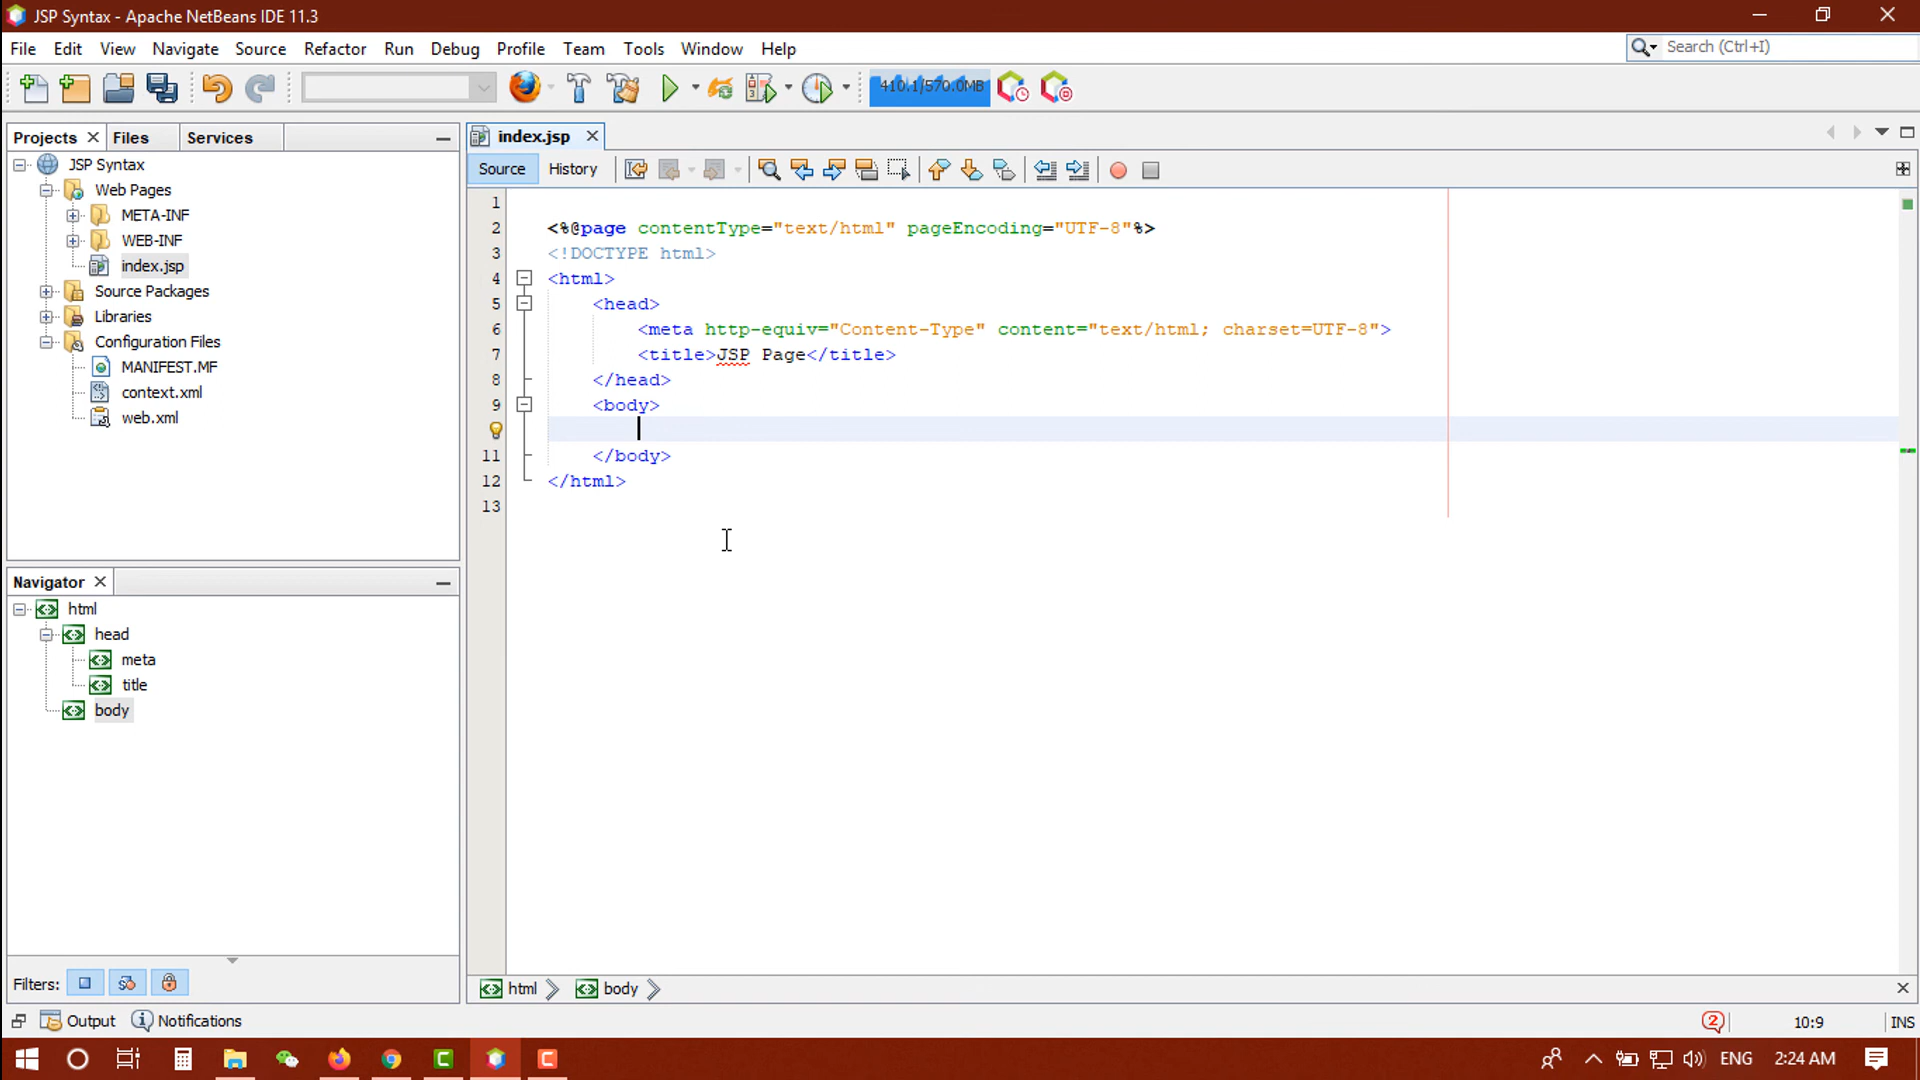 JSP Syntax - Apache NetBeans IDE 11.3
File Edit View Navigate Source Refactor Run Debug Profile Team Tools Window Help
Search (Ctrl+I)
410.1/570.0MB
Projects Files Services
JSP Syntax
Web Pages
META-INF
WEB-INF
index.jsp
Source Packages
Libraries
Configuration Files
MANIFEST.MF
context.xml
web.xml
Navigator
html
head
meta
title
body
Filters:
index.jsp
Source History
1
2 <%@page contentType="text/html" pageEncoding="UTF-8"%>
3 <!DOCTYPE html>
4 <html>
5 <head>
6 <meta http-equiv="Content-Type" content="text/html; charset=UTF-8">
7 <title>JSP Page</title>
8 </head>
9 <body>
11 </body>
12 </html>
13
html body
Output Notifications
2 10:9 INS
ENG 2:24 AM